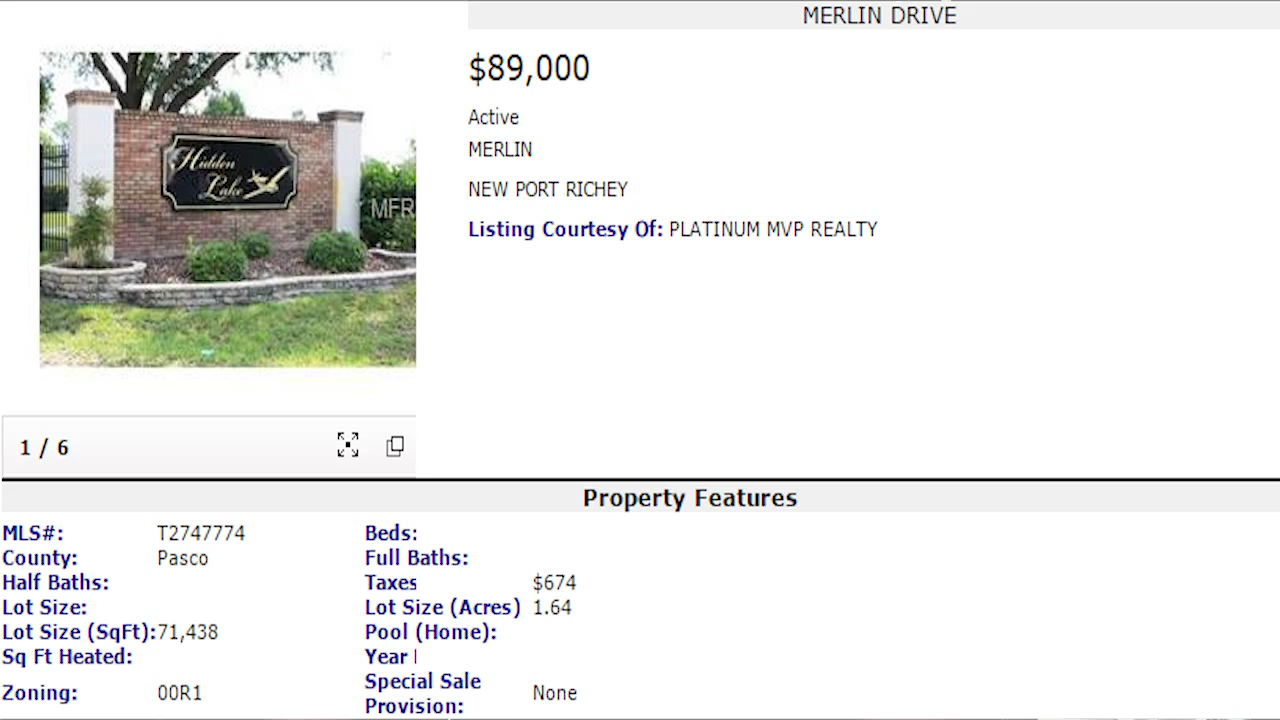 MERLIN DRIVE
$89,000
Active
MERLIN
NEW PORT RICHEY
Listing Courtesy Of: PLATINUM MVP REALTY
Hidden
Lake
MFR
1 / 6
Property Features
MLS#: T2747774 Beds:
County: Pasco Full Baths:
Half Baths: Taxes $674
Lot Size: Lot Size (Acres) 1.64
Lot Size (SqFt): 71,438 Pool (Home):
Sq Ft Heated: Year
Zoning: 00R1 Special Sale
Provision: None